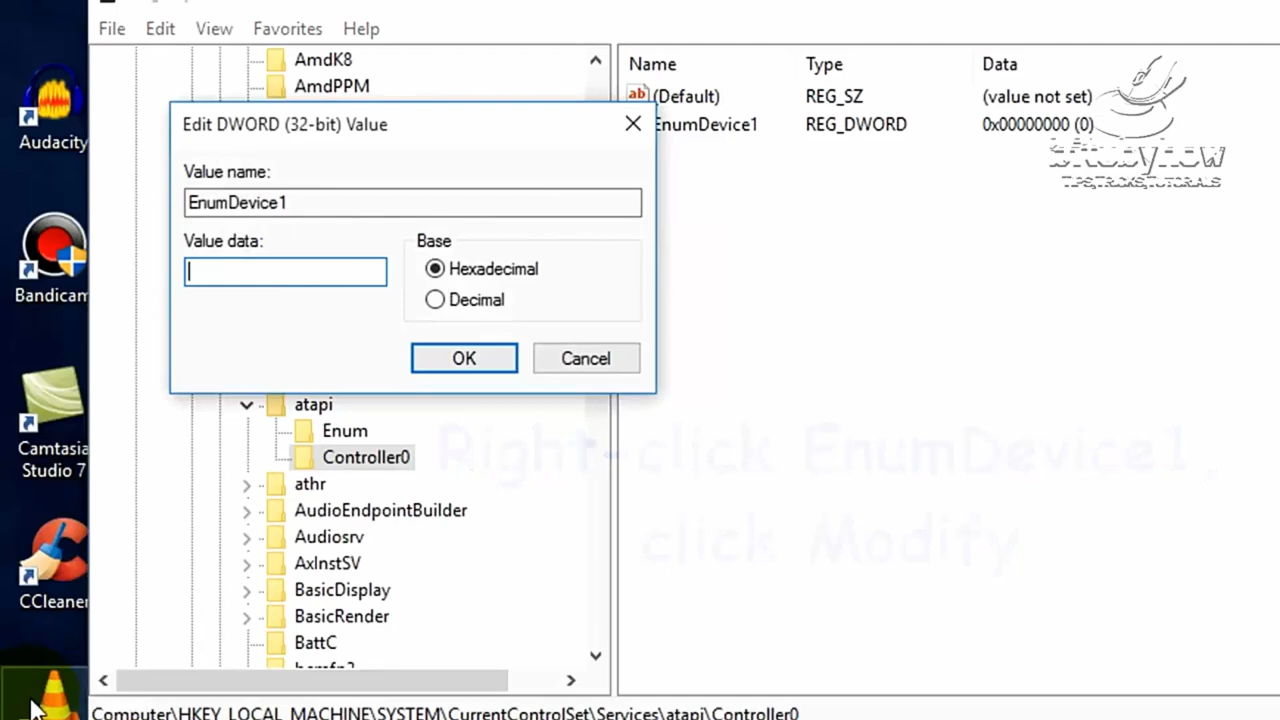 File Edit View Favorites Help
AmdK8
AmdPPM
Name Type Data
(Default) REG_SZ (value not set)
EnumDevice1 REG_DWORD 0x00000000 (0)
TIPS,TRICKS,TUTORIALS
Edit DWORD (32-bit) Value
Value name:
EnumDevice1
Value data:
Base
Hexadecimal
Decimal
OK Cancel
atapi
Enum
Controller0
athr
AudioEndpointBuilder
Audiosrv
AxInstSV
BasicDisplay
BasicRender
BattC
Right-click EnumDevice1,
click Modify
Audacity
Bandicam
Camtasia
Studio 7
CCleaner
Computer\HKEY_LOCAL_MACHINE\SYSTEM\CurrentControlSet\Services\atapi\Controller0